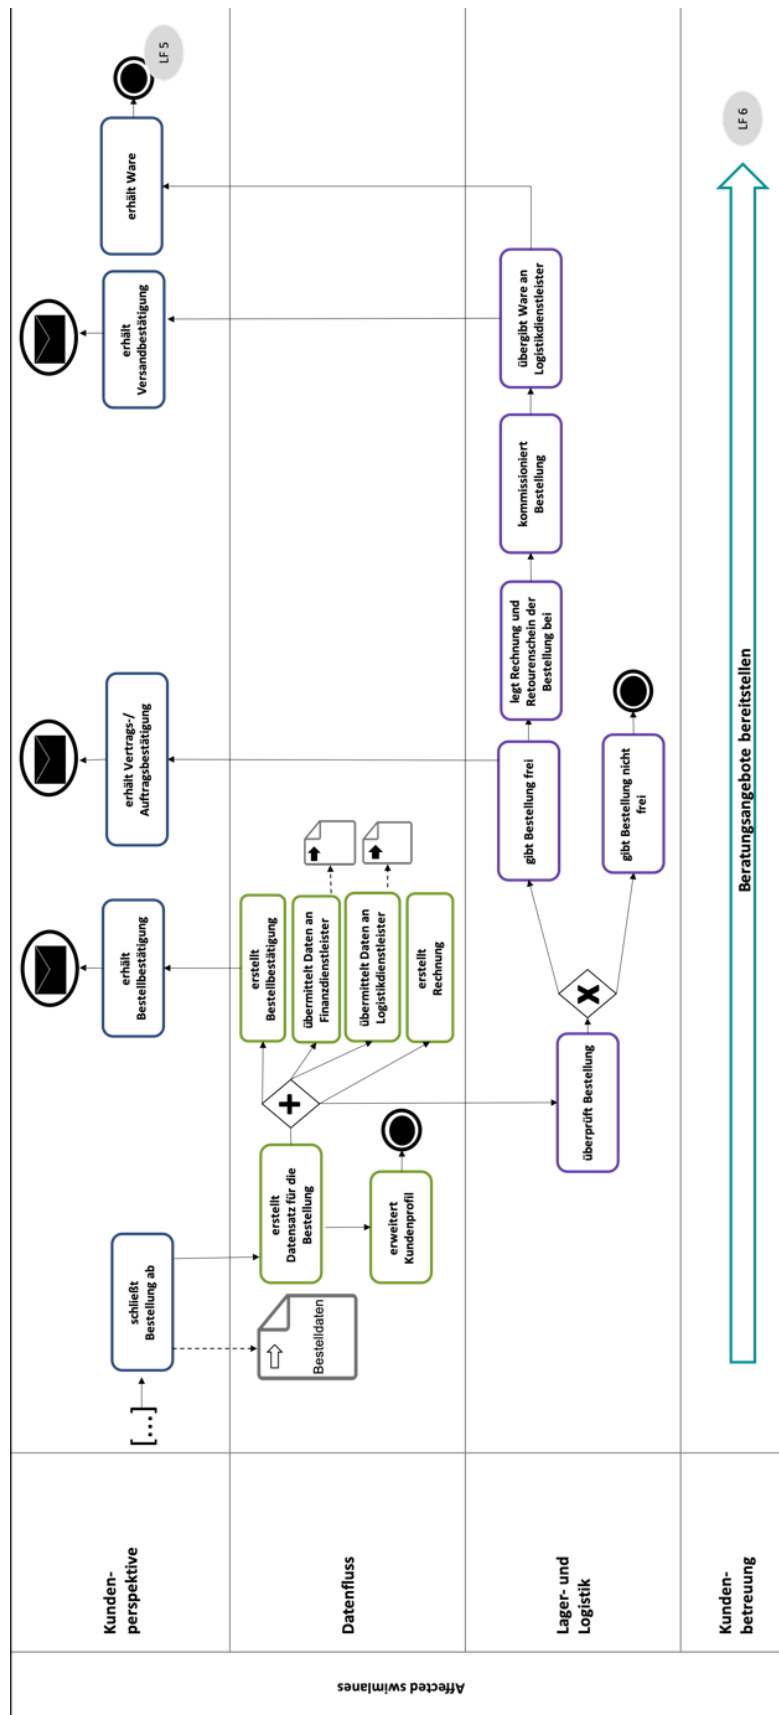 Affected swimlanes
Kunden-
perspektive
[...]
schließt
Bestellung ab
erhält
Bestellbestätigung
erhält Vertrags-/
Auftragsbestätigung
erhält
Versandbestätigung
erhält Ware
LF 5
Datenfluss
Bestelldaten
erstellt
Datensatz für die
Bestellung
erweitert
Kundenprofil
erstellt
Bestellbestätigung
übermittelt Daten an
Finanzdienstleister
übermittelt Daten an
Logistikdienstleister
erstellt
Rechnung
Lager- und
Logistik
überprüft Bestellung
X
gibt Bestellung frei
gibt Bestellung nicht
frei
legt Rechnung und
Retourenschein der
Bestellung bei
kommissioniert
Bestellung
übergibt Ware an
Logistikdienstleister
Kunden-
betreuung
Beratungsangebote bereitstellen
LF 6